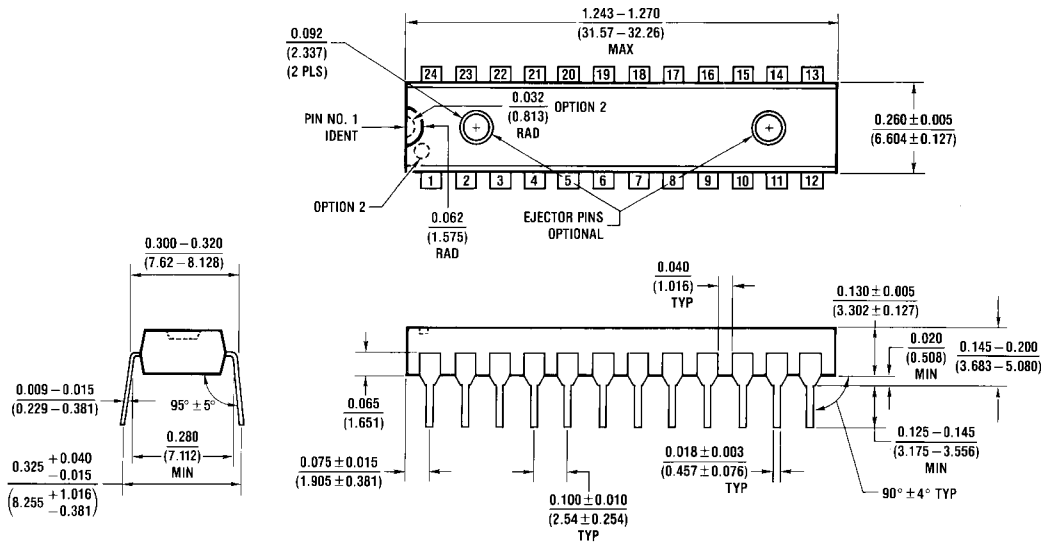 1.243 – 1.270
(31.57 – 32.26)
MAX
0.092
(2.337)
(2 PLS)
24 23 22 21 20 19 18 17 16 15 14 13
0.032
(0.813)
RAD
OPTION 2
PIN NO. 1
IDENT
0.260 ± 0.005
(6.604 ± 0.127)
1 2 3 4 5 6 7 8 9 10 11 12
OPTION 2
0.062
(1.575)
RAD
EJECTOR PINS
OPTIONAL
0.300 – 0.320
(7.62 – 8.128)
0.040
(1.016)
TYP
0.130 ± 0.005
(3.302 ± 0.127)
0.020
(0.508)
MIN
0.145 – 0.200
(3.683 – 5.080)
0.009 – 0.015
(0.229 – 0.381)
95° ± 5°
0.065
(1.651)
0.280
(7.112)
MIN
0.325 +0.040
−0.015
(8.255 +1.016
−0.381)
0.075 ± 0.015
(1.905 ± 0.381)
0.100 ± 0.010
(2.54 ± 0.254)
TYP
0.018 ± 0.003
(0.457 ± 0.076)
TYP
0.125 – 0.145
(3.175 – 3.556)
MIN
90° ± 4° TYP